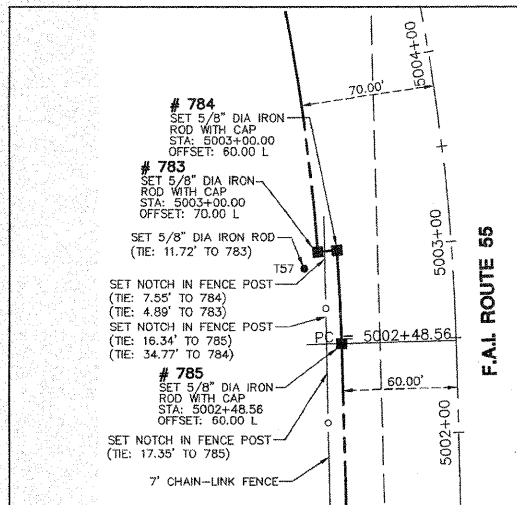 # 784
SET 5/8" DIA IRON
ROD WITH CAP
STA: 5003+00.00
OFFSET: 60.00 L
# 783
SET 5/8" DIA IRON
ROD WITH CAP
STA: 5003+00.00
OFFSET: 70.00 L
SET 5/8" DIA IRON ROD
(TIE: 11.72' TO 783)
T57
SET NOTCH IN FENCE POST
(TIE: 7.55' TO 784)
(TIE: 4.89' TO 783)
SET NOTCH IN FENCE POST
(TIE: 16.34' TO 785)
(TIE: 34.77' TO 784)
# 785
SET 5/8" DIA IRON
ROD WITH CAP
STA: 5002+48.56
OFFSET: 60.00 L
SET NOTCH IN FENCE POST
(TIE: 17.35' TO 785)
7' CHAIN-LINK FENCE
70.00'
5004+00
5003+00
PC = 5002+48.56
60.00'
5002+00
F.A.I. ROUTE 55